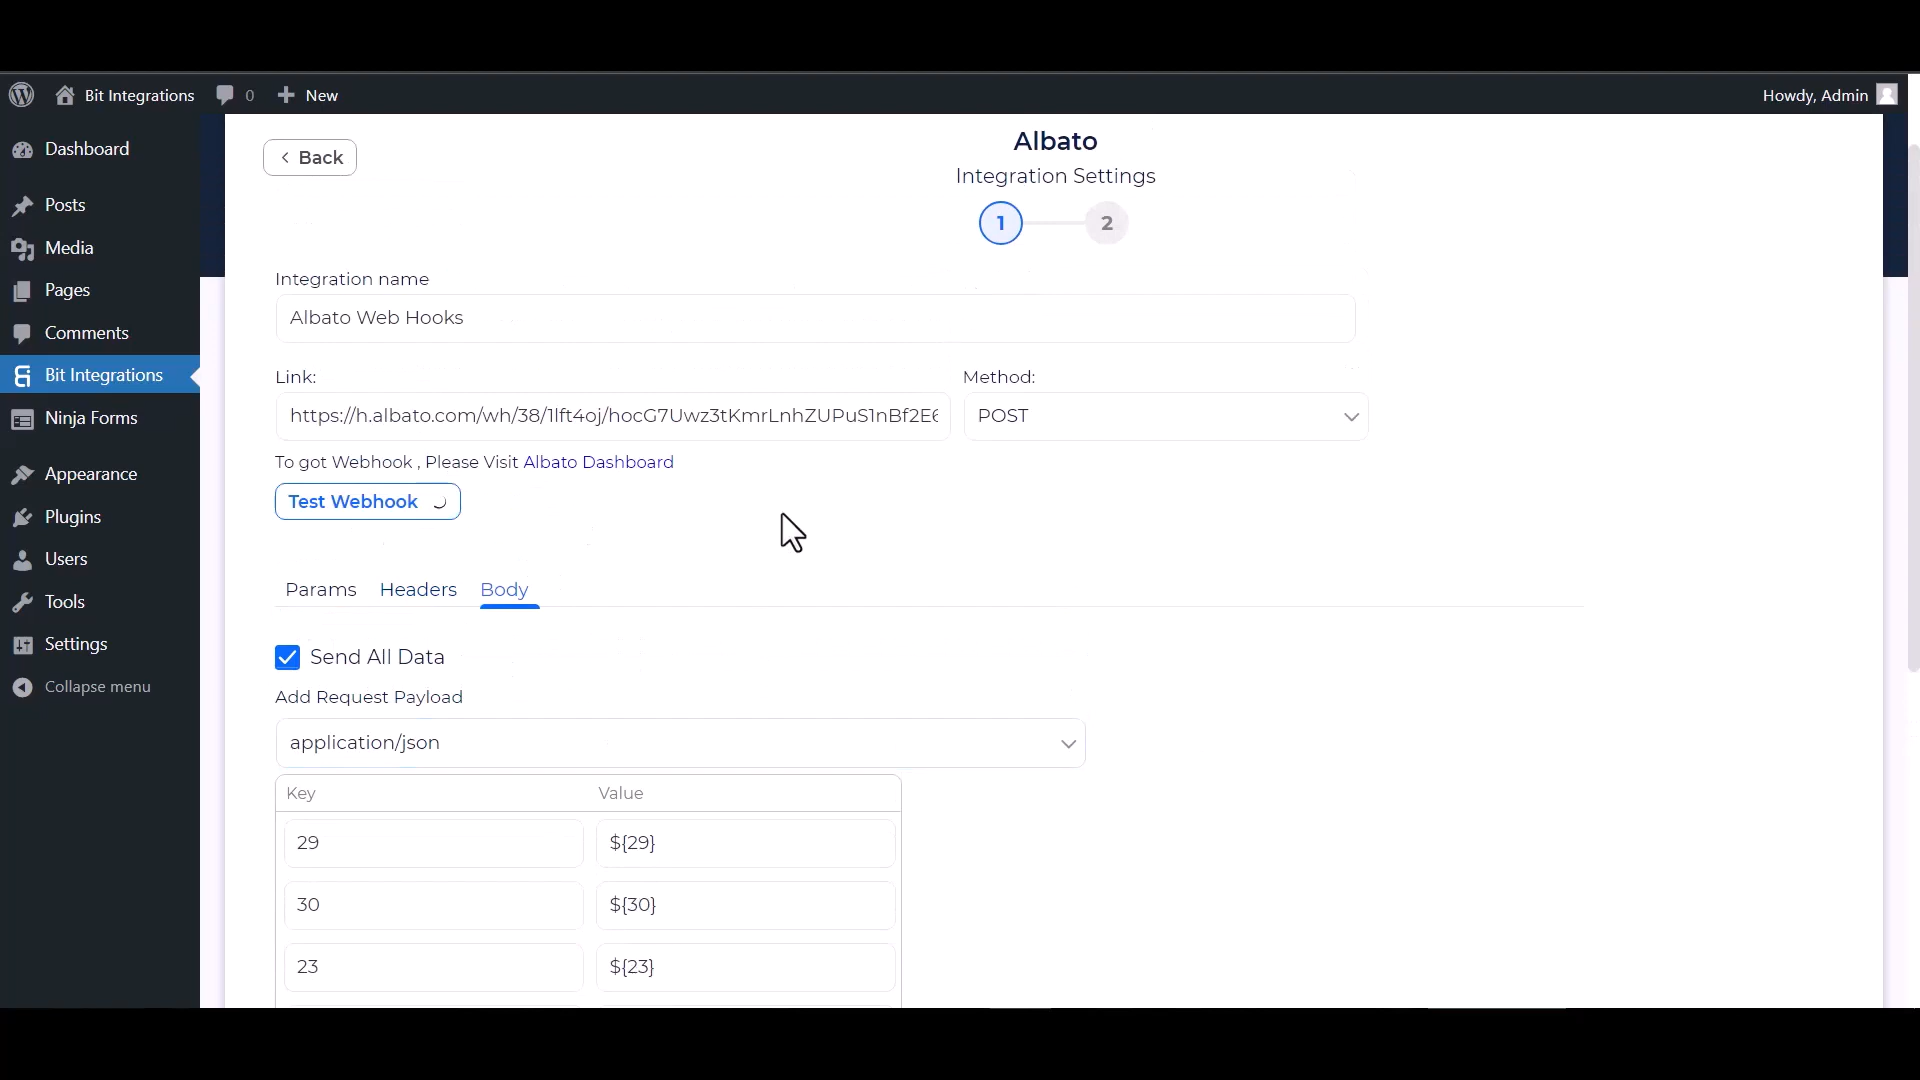 Bit Integrations
0
New
Howdy, Admin
Dashboard
Posts
Media
Pages
Comments
Bit Integrations
Ninja Forms
Appearance
Plugins
Users
Tools
Settings
Collapse menu
Back
Albato
Integration Settings
1
2
Integration name
Albato Web Hooks
Link:
Method:
https://h.albato.com/wh/38/1lft4oj/hocG7Uwz3tKmrLnhZUPuS1nBf2E6
POST
To got Webhook , Please Visit Albato Dashboard
Test Webhook
Params Headers Body
Send All Data
Add Request Payload
application/json
Key Value
29 ${29}
30 ${30}
23 ${23}